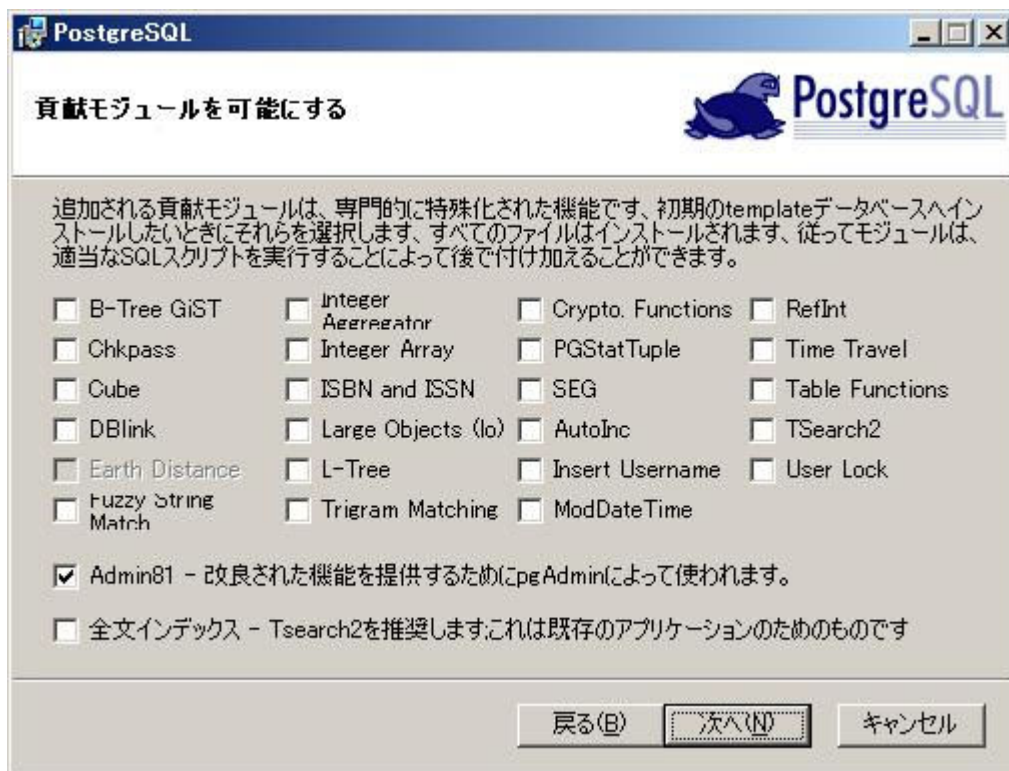 PostgreSQL
貢献モジュールを可能にする
PostgreSQL
追加される貢献モジュールは、専門的に特殊化された機能です、初期のtemplateデータベースへイン
ストールしたいときにそれらを選択します、すべてのファイルはインストールされます、従ってモジュールは、
適当なSQLスクリプトを実行することによって後で付け加えることができます。
B-Tree GiST
Integer
Aggregator
Crypto. Functions
RefInt
Chkpass
Integer Array
PGStatTuple
Time Travel
Cube
ISBN and ISSN
SEG
Table Functions
DBlink
Large Objects (lo)
AutoInc
TSearch2
Earth Distance
L-Tree
Insert Username
User Lock
Fuzzy String
Match
Trigram Matching
ModDateTime
Admin81 - 改良された機能を提供するためにpgAdminによって使われます。
全文インデックス - Tsearch2を推奨します;これは既存のアプリケーションのためのものです
戻る(B)
次へ(N)
キャンセル